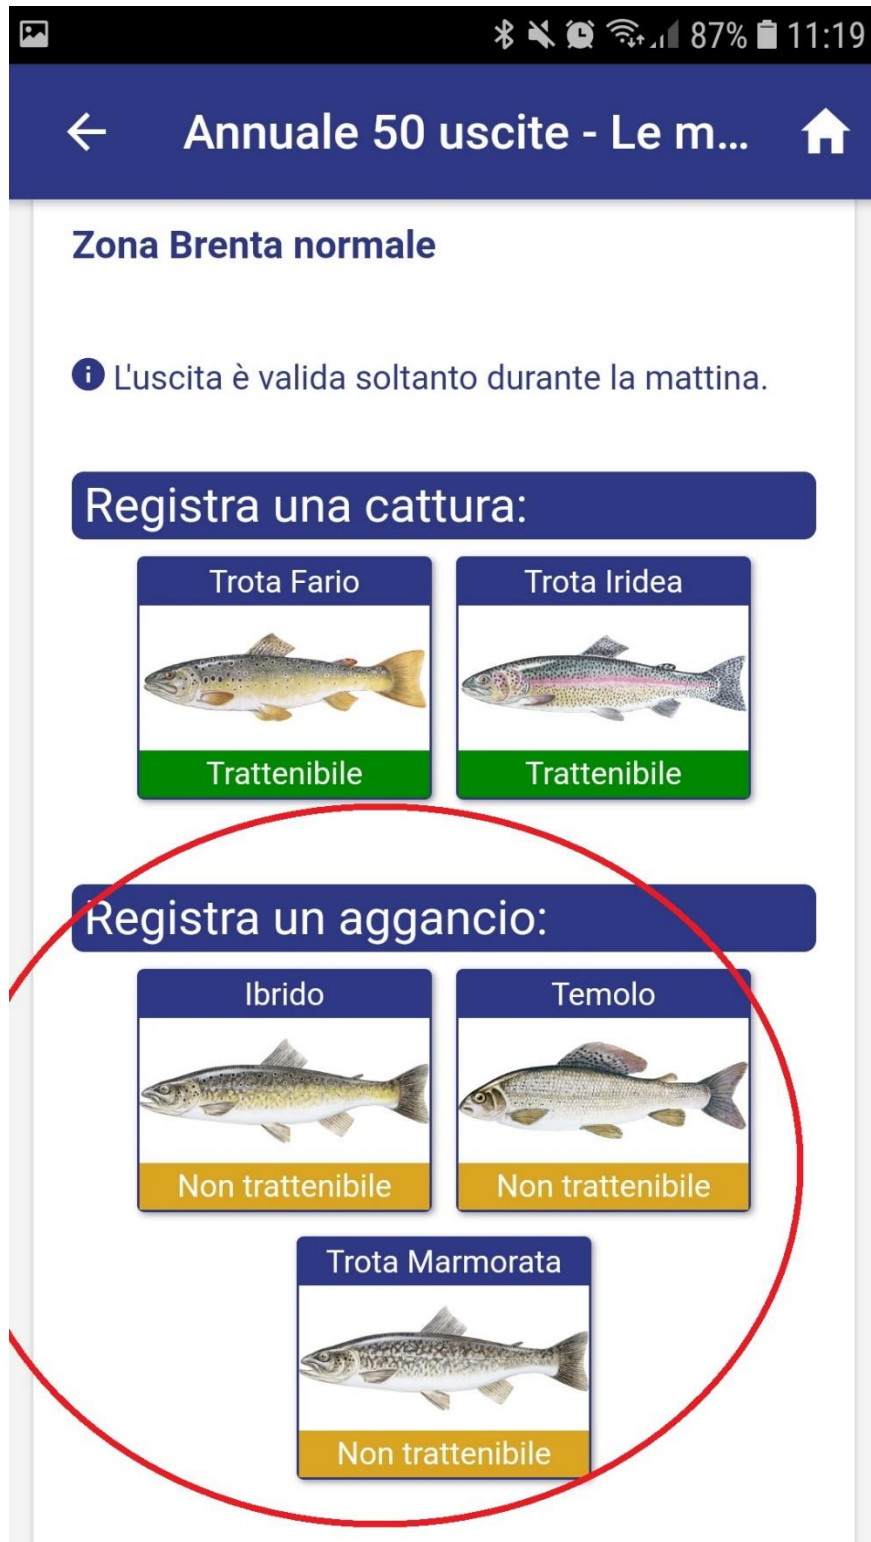 87% 11:19
Annuale 50 uscite - Le m...
Zona Brenta normale
L'uscita è valida soltanto durante la mattina.
Registra una cattura:
Trota Fario Trota Iridea
Trattenibile Trattenibile
Registra un aggancio:
Ibrido Temolo
Non trattenibile Non trattenibile
Trota Marmorata
Non trattenibile